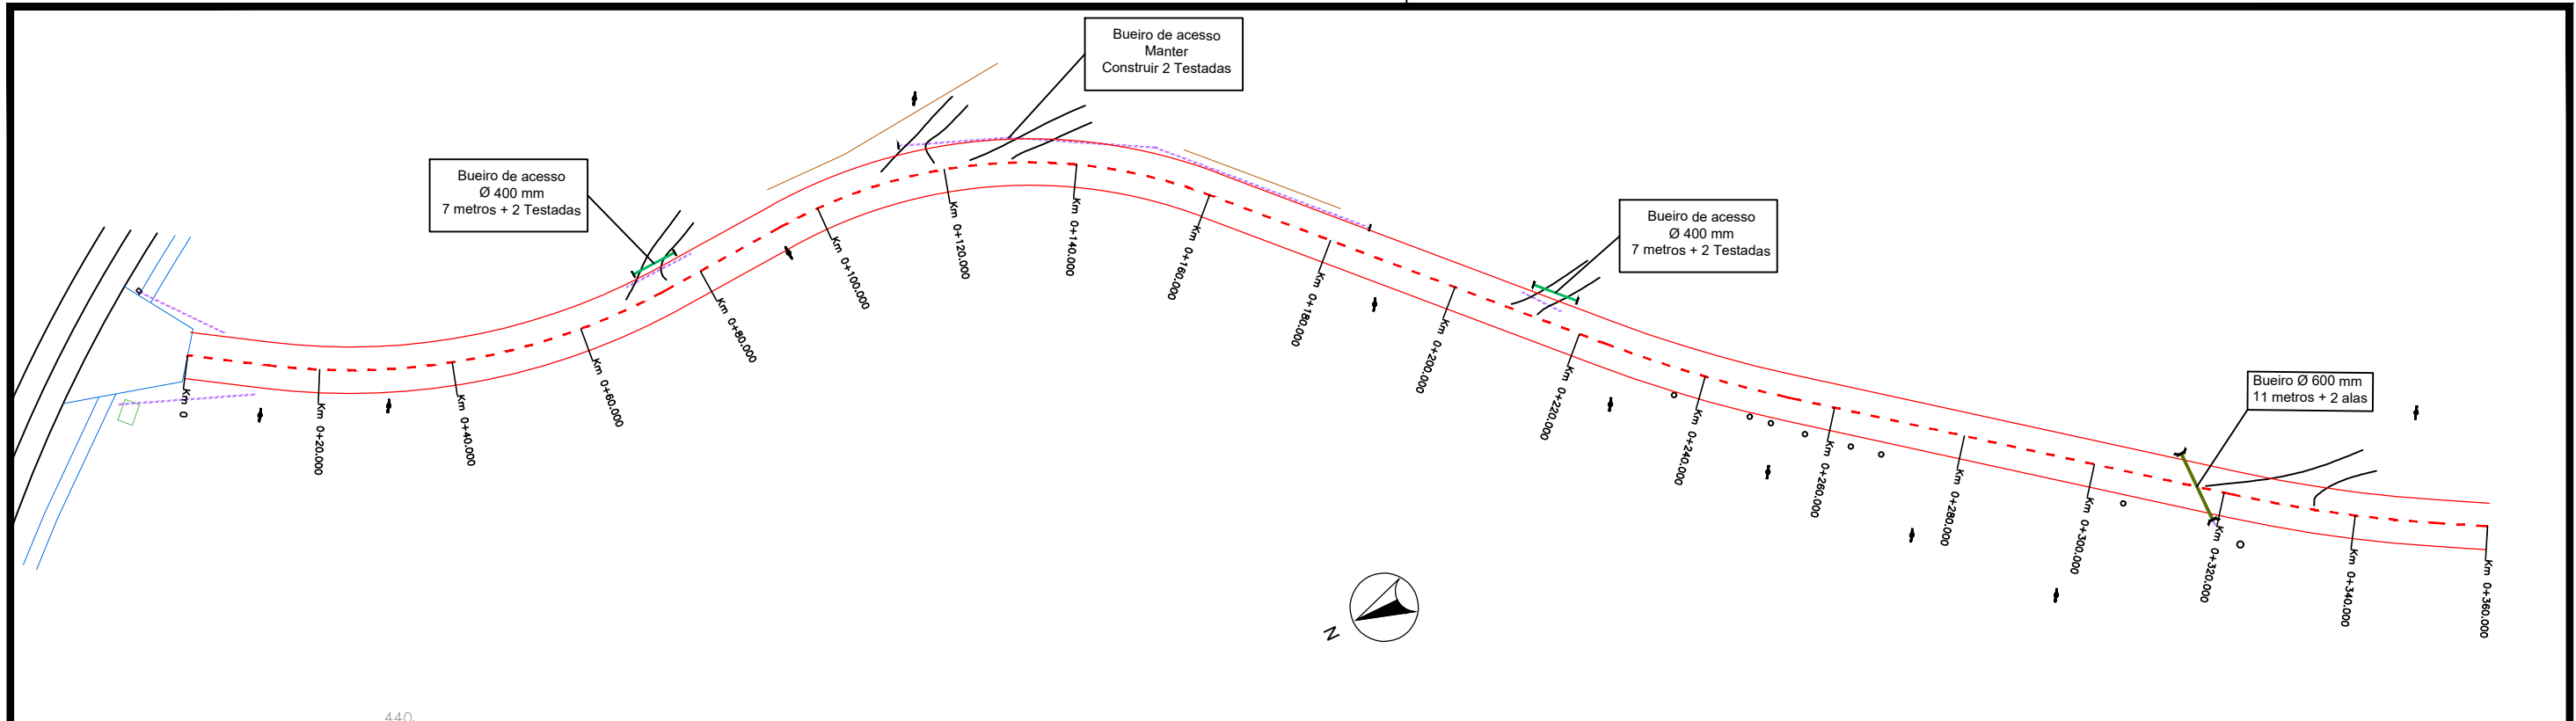 Bueiro de acesso
Manter
Construir 2 Testadas
Bueiro de acesso
Ø 400 mm
7 metros + 2 Testadas
Bueiro de acesso
Ø 400 mm
7 metros + 2 Testadas
Bueiro Ø 600 mm
11 metros + 2 alas
Km 0
Km 0+20.000
Km 0+40.000
Km 0+60.000
Km 0+80.000
Km 0+100.000
Km 0+120.000
Km 0+140.000
Km 0+160.000
Km 0+180.000
Km 0+200.000
Km 0+220.000
Km 0+240.000
Km 0+260.000
Km 0+280.000
Km 0+300.000
Km 0+320.000
Km 0+340.000
Km 0+360.000
N
440.